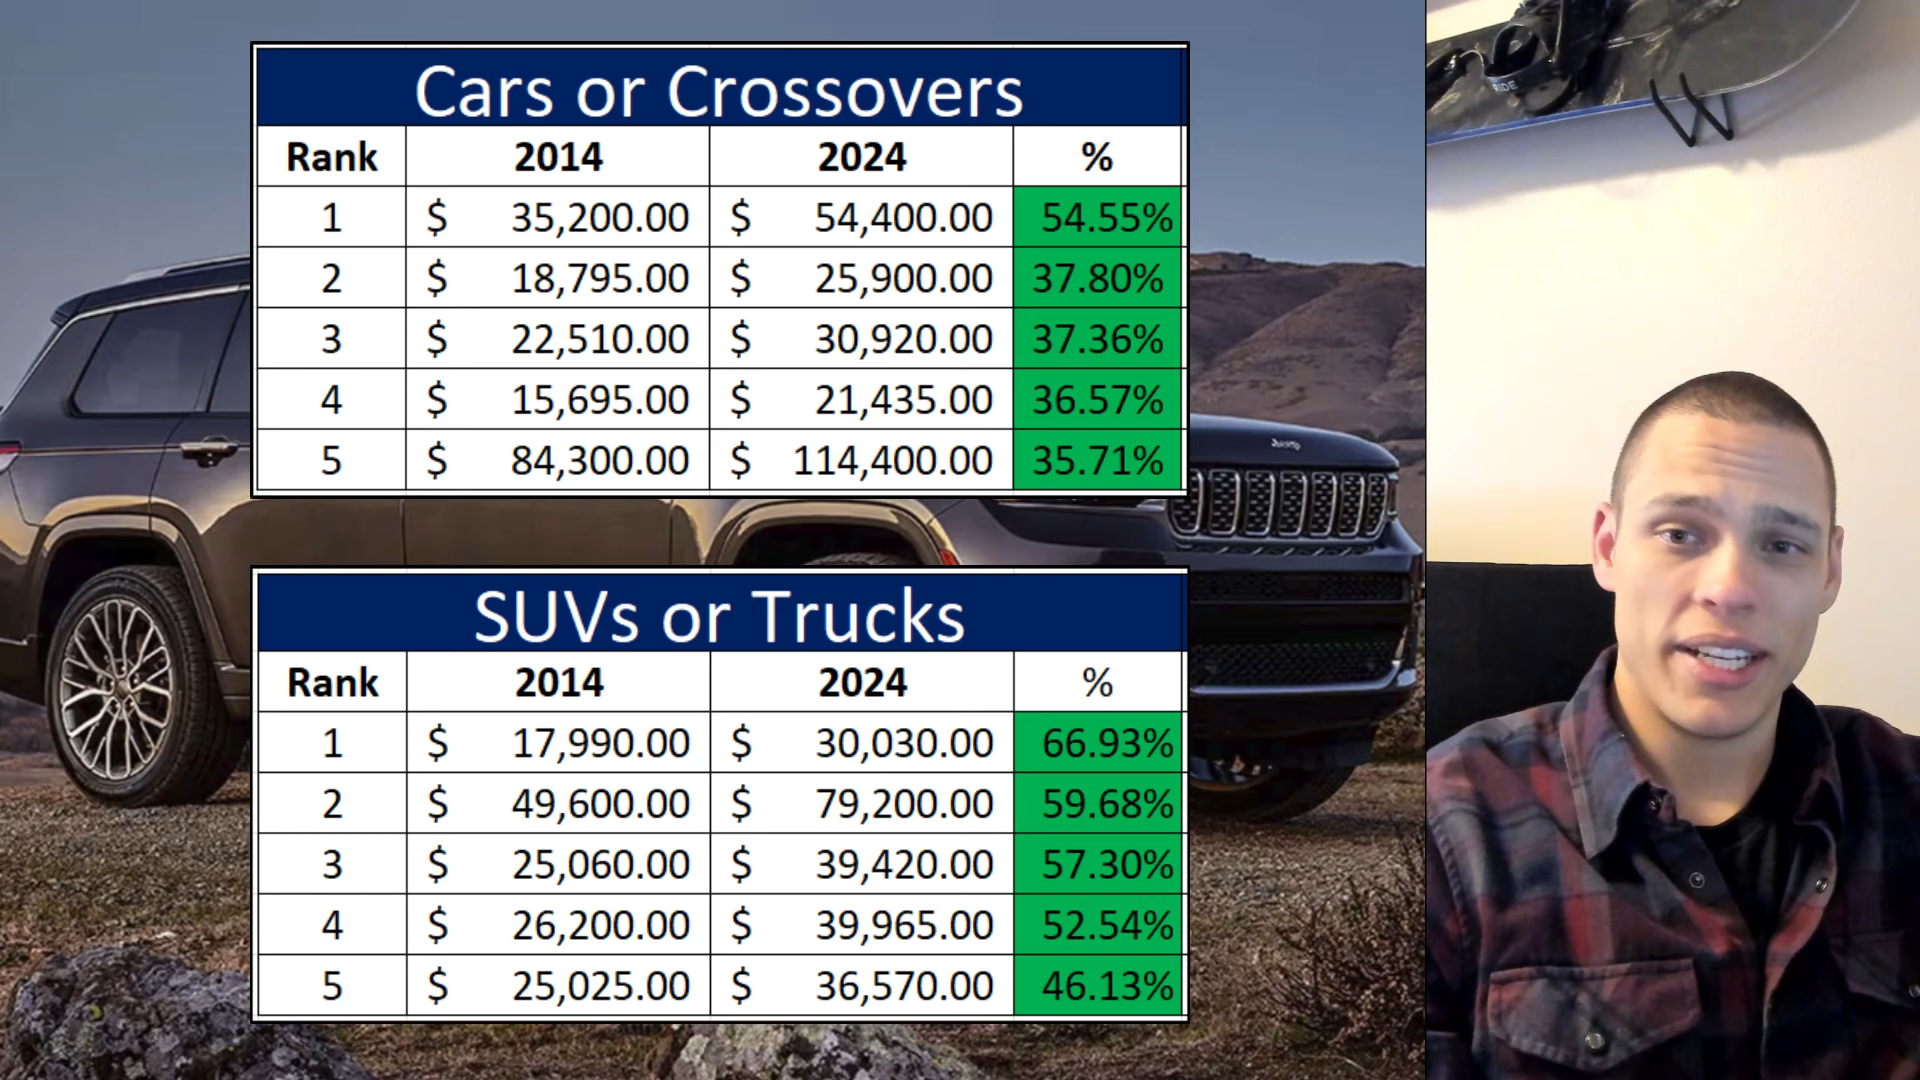 Cars or Crossovers
Rank 2014 2024 %
1 $ 35,200.00 $ 54,400.00 54.55%
2 $ 18,795.00 $ 25,900.00 37.80%
3 $ 22,510.00 $ 30,920.00 37.36%
4 $ 15,695.00 $ 21,435.00 36.57%
5 $ 84,300.00 $ 114,400.00 35.71%
SUVs or Trucks
Rank 2014 2024 %
1 $ 17,990.00 $ 30,030.00 66.93%
2 $ 49,600.00 $ 79,200.00 59.68%
3 $ 25,060.00 $ 39,420.00 57.30%
4 $ 26,200.00 $ 39,965.00 52.54%
5 $ 25,025.00 $ 36,570.00 46.13%
Jeep
RIDE